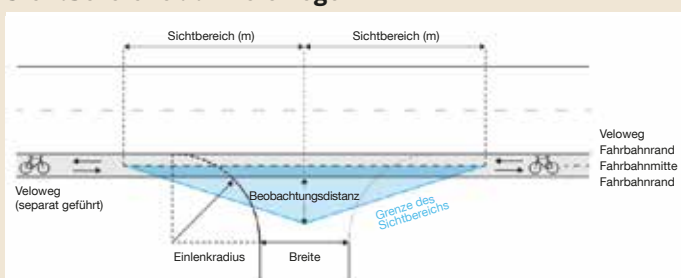 Sichtbereich (m)
Sichtbereich (m)
Veloweg
Fahrbahnrand
Fahrbahnmitte
Fahrbahnrand
Veloweg
(separat geführt)
Beobachtungsdistanz
Grenze des
Sichtbereichs
Einlenkradius
Breite